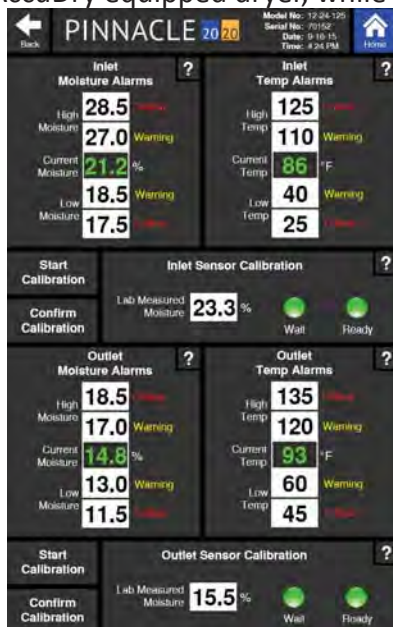 AccuDry equipped dryer, while
Back
PINNACLE 20 20
Model No: 12-24-125
Serial No: 70152
Date: 9-16-15
Time: 4:24 PM
Home
Inlet
Moisture Alarms
?
High
Moisture
28.5
27.0 Warning
Current
Moisture
21.2 %
Low
Moisture
18.5 Warning
17.5
Inlet
Temp Alarms
?
High
Temp
125
110 Warning
Current
Temp
86 °F
Low
Temp
40 Warning
25
Start
Calibration
Confirm
Calibration
Inlet Sensor Calibration
?
Lab Measured
Moisture
23.3 %
Wait
Ready
Outlet
Moisture Alarms
?
High
Moisture
18.5
17.0 Warning
Current
Moisture
14.8 %
Low
Moisture
13.0 Warning
11.5
Outlet
Temp Alarms
?
High
Temp
135
120 Warning
Current
Temp
93 °F
Low
Temp
60 Warning
45
Start
Calibration
Confirm
Calibration
Outlet Sensor Calibration
?
Lab Measured
Moisture
15.5 %
Wait
Ready